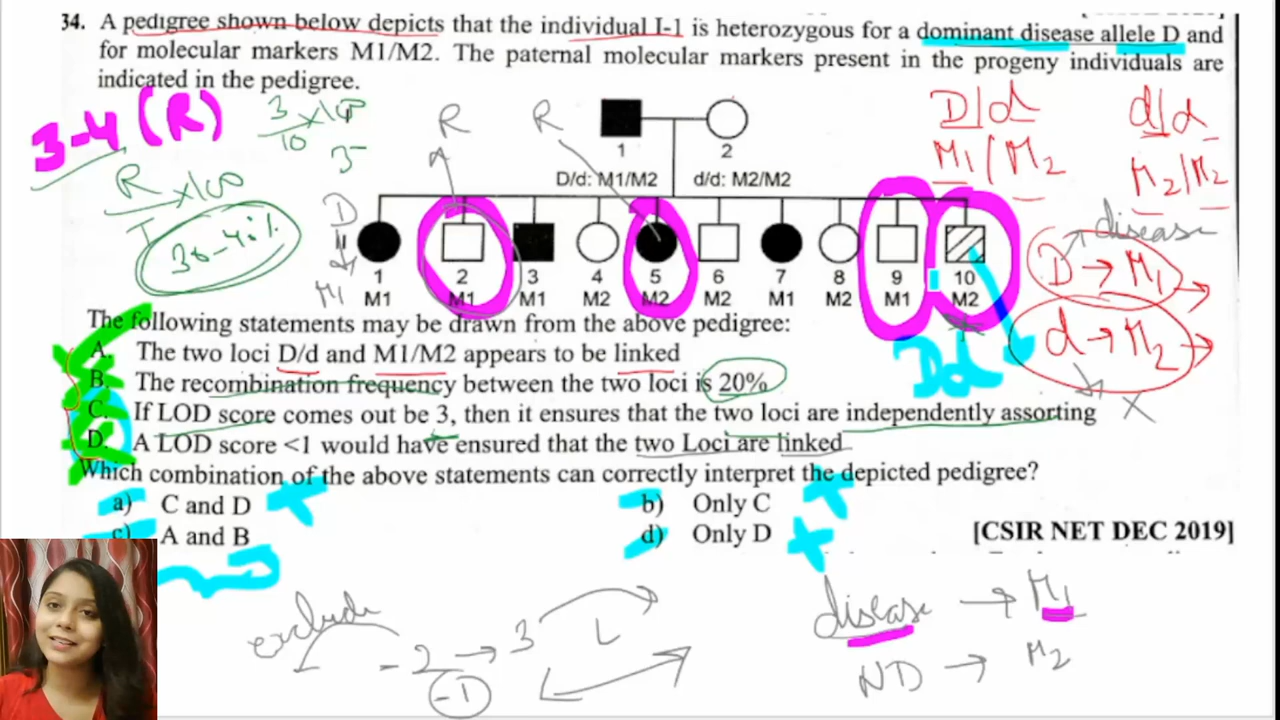 34. A pedigree shown below depicts that the individual I-1 is heterozygous for a dominant disease allele D and
for molecular markers M1/M2. The paternal molecular markers present in the progeny individuals are
indicated in the pedigree.
3-4 (R)
3/10 x100
R/T x100
30-40%
R R
D/d d/d
M1/M2 M2/M2
1 2
D/d: M1/M2 d/d: M2/M2
D
M1
1 2 3 4 5 6 7 8 9 10
M1 M1 M1 M2 M2 M2 M1 M2 M1 M2
disease
D → M1
d → M2
X
Dd
The following statements may be drawn from the above pedigree:
A. The two loci D/d and M1/M2 appears to be linked
B. The recombination frequency between the two loci is 20%
C. If LOD score comes out be 3, then it ensures that the two loci are independently assorting
D. A LOD score <1 would have ensured that the two Loci are linked
Which combination of the above statements can correctly interpret the depicted pedigree?
a) C and D b) Only C
c) A and B d) Only D
[CSIR NET DEC 2019]
exclude
-2 → 3 L
-1
disease → M1
ND → M2